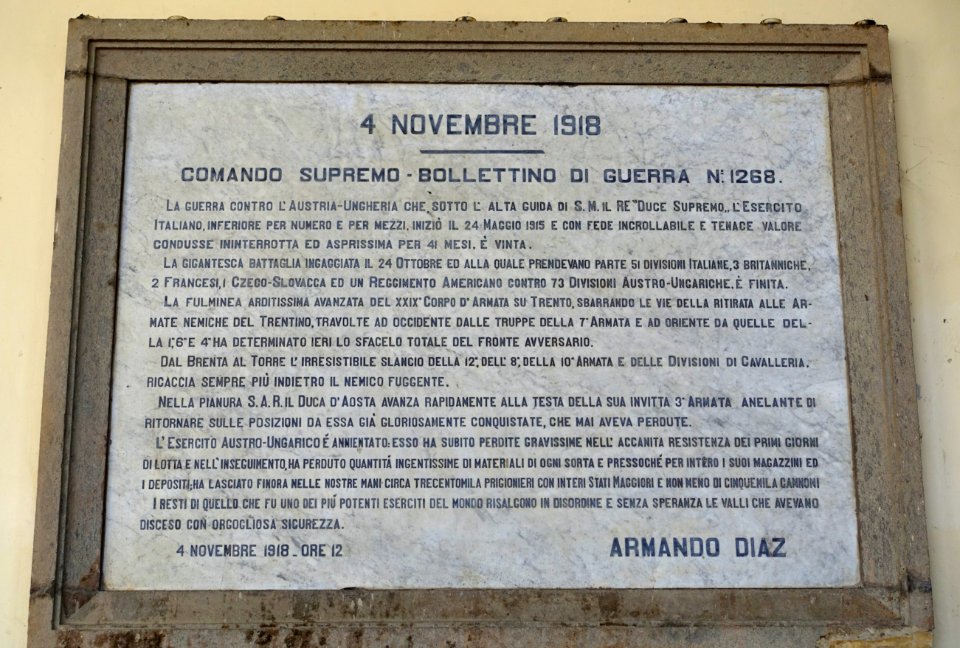 4 NOVEMBRE 1918
COMANDO SUPREMO - BOLLETTINO DI GUERRA N: 1268.
LA GUERRA CONTRO L'AUSTRIA-UNGHERIA CHE, SOTTO L'ALTA GUIDA DI S.M. IL RE "DUCE SUPREMO,, L'ESERCITO
ITALIANO, INFERIORE PER NUMERO E PER MEZZI, INIZIÒ IL 24 MAGGIO 1915 E CON FEDE INCROLLABILE E TENACE VALORE
CONDUSSE ININTERROTTA ED ASPRISSIMA PER 41 MESI, È VINTA.
LA GIGANTESCA BATTAGLIA INGAGGIATA IL 24 OTTOBRE ED ALLA QUALE PRENDEVANO PARTE 51 DIVISIONI ITALIANE, 3 BRITANNICHE,
2 FRANCESI, 1 CZECO-SLOVACCA ED UN REGGIMENTO AMERICANO CONTRO 73 DIVISIONI AUSTRO-UNGARICHE, È FINITA.
LA FULMINEA ARDITISSIMA AVANZATA DEL XXIX° CORPO D'ARMATA SU TRENTO, SBARRANDO LE VIE DELLA RITIRATA ALLE AR-
MATE NEMICHE DEL TRENTINO, TRAVOLTE AD OCCIDENTE DALLE TRUPPE DELLA 7ª ARMATA E AD ORIENTE DA QUELLE DEL-
LA 1ª, 6ª E 4ª HA DETERMINATO IERI LO SFACELO TOTALE DEL FRONTE AVVERSARIO.
DAL BRENTA AL TORRE L'IRRESISTIBILE SLANCIO DELLA 12ª, DELL'8ª, DELLA 10ª ARMATA E DELLE DIVISIONI DI CAVALLERIA,
RICACCIA SEMPRE PIÙ INDIETRO IL NEMICO FUGGENTE.
NELLA PIANURA S.A.R. IL DUCA D'AOSTA AVANZA RAPIDAMENTE ALLA TESTA DELLA SUA INVITTA 3ª ARMATA, ANELANTE DI
RITORNARE SULLE POSIZIONI DA ESSA GIÀ GLORIOSAMENTE CONQUISTATE, CHE MAI AVEVA PERDUTE.
L'ESERCITO AUSTRO-UNGARICO É ANNIENTATO: ESSO HA SUBITO PERDITE GRAVISSIME NELL'ACCANITA RESISTENZA DEI PRIMI GIORNI
DI LOTTA E NELL'INSEGUIMENTO, HA PERDUTO QUANTITÁ INGENTISSIME DI MATERIALI DI OGNI SORTA E PRESSOCHÉ PER INTERO I SUOI MAGAZZINI ED
I DEPOSITI; HA LASCIATO FINORA NELLE NOSTRE MANI CIRCA TRECENTOMILA PRIGIONIERI CON INTERI STATI MAGGIORI E NON MENO DI CINQUEMILA CANNONI
I RESTI DI QUELLO CHE FU UNO DEI PIÙ POTENTI ESERCITI DEL MONDO RISALGONO IN DISORDINE E SENZA SPERANZA LE VALLI CHE AVEVANO
DISCESO CON ORGOGLIOSA SICUREZZA.
4 NOVEMBRE 1918. ORE 12
ARMANDO DIAZ